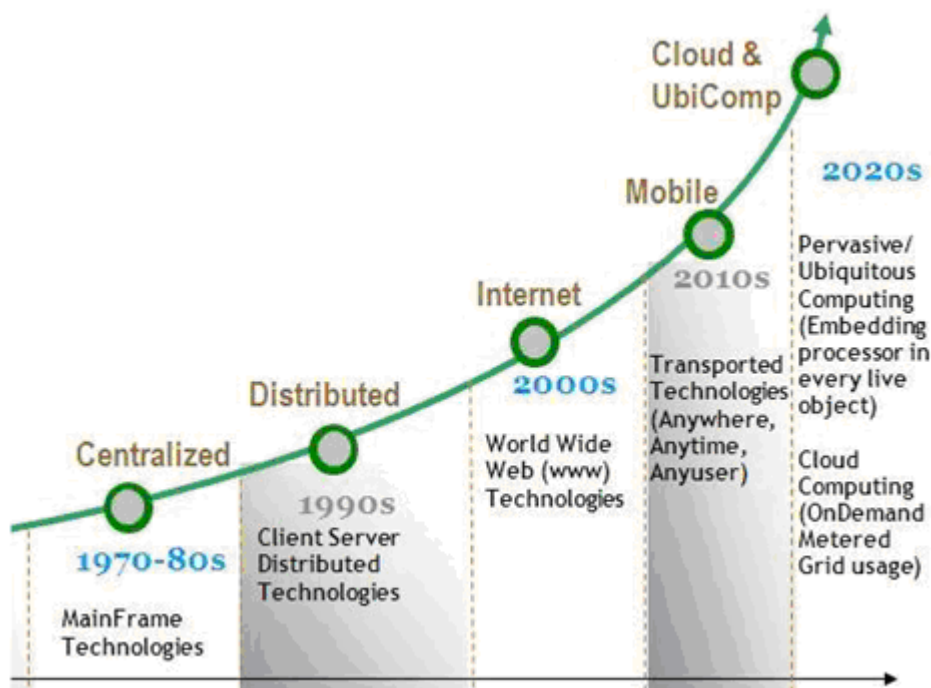 Centralized
1970-80s
MainFrame
Technologies
Distributed
1990s
Client Server
Distributed
Technologies
Internet
2000s
World Wide
Web (www)
Technologies
Mobile
2010s
Transported
Technologies
(Anywhere,
Anytime,
Anyuser)
Cloud &
UbiComp
2020s
Pervasive/
Ubiquitous
Computing
(Embedding
processor in
every live
object)
Cloud
Computing
(OnDemand
Metered
Grid usage)